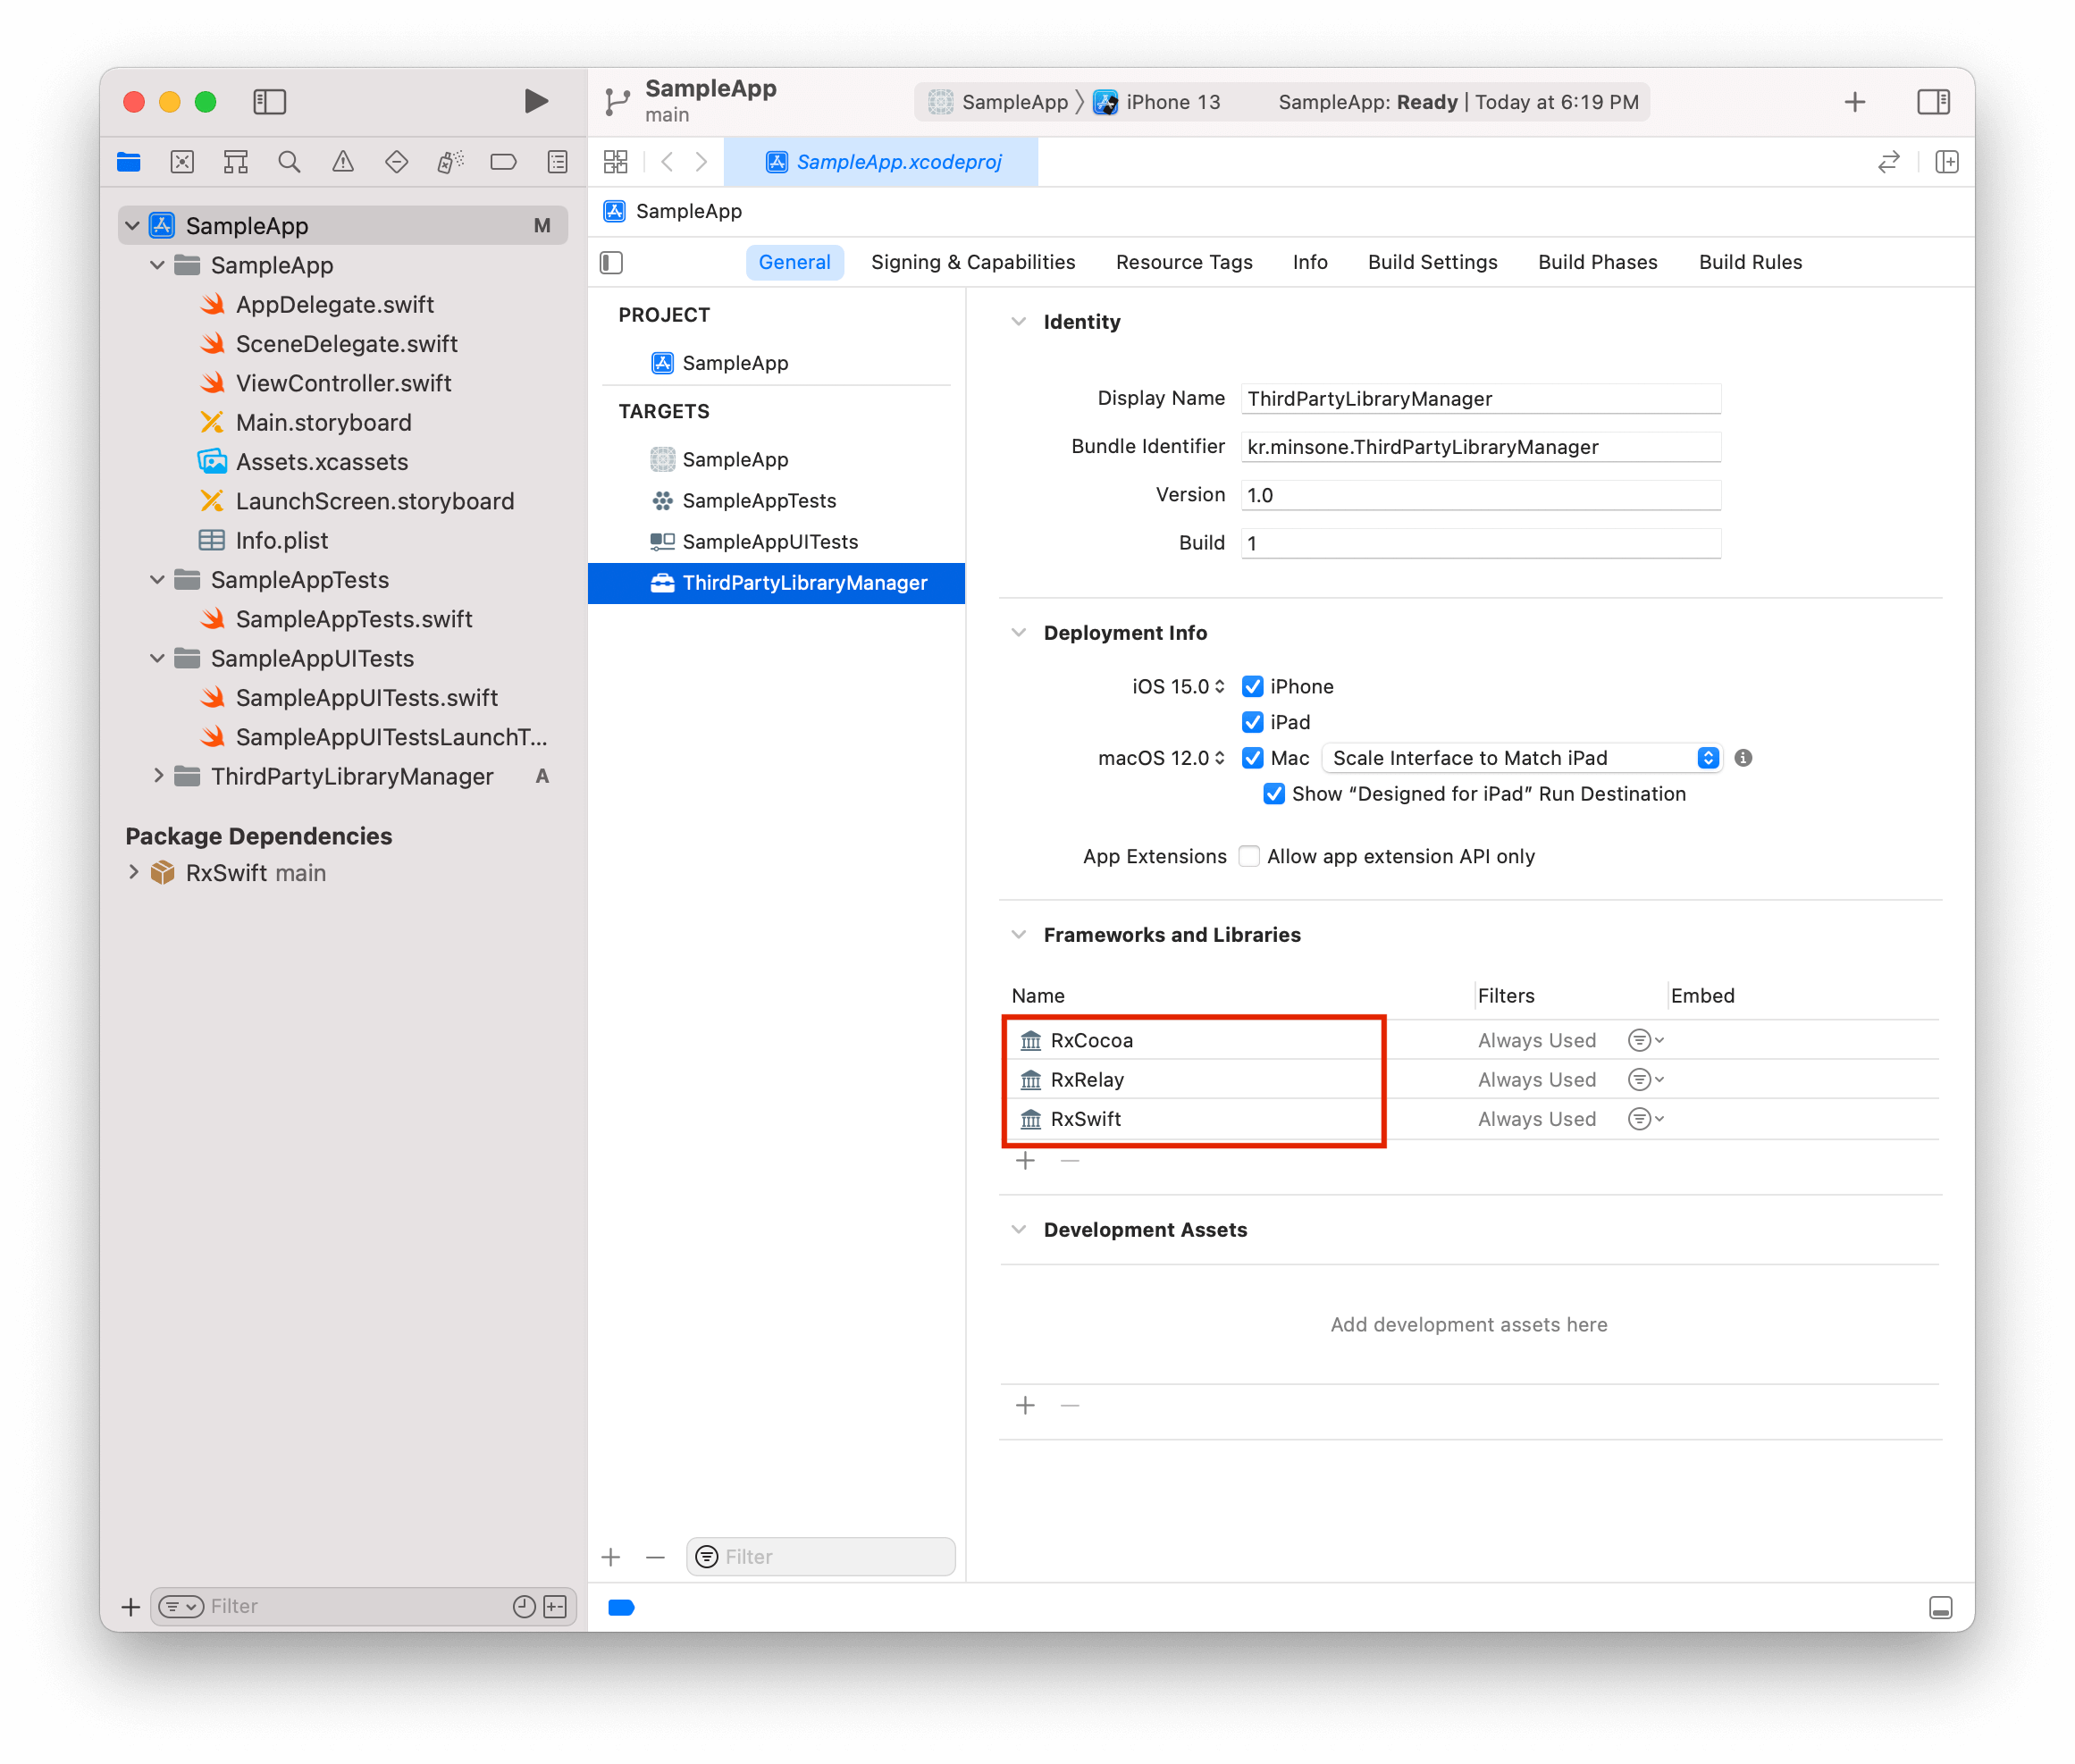 SampleApp
main
SampleApp
iPhone 13
SampleApp: Ready | Today at 6:19 PM
SampleApp.xcodeproj
SampleApp M
SampleApp
AppDelegate.swift
SceneDelegate.swift
ViewController.swift
Main.storyboard
Assets.xcassets
LaunchScreen.storyboard
Info.plist
SampleAppTests
SampleAppTests.swift
SampleAppUITests
SampleAppUITests.swift
SampleAppUITestsLaunchT...
ThirdPartyLibraryManager A
Package Dependencies
RxSwift main
Filter
SampleApp
General Signing & Capabilities Resource Tags Info Build Settings Build Phases Build Rules
PROJECT
SampleApp
TARGETS
SampleApp
SampleAppTests
SampleAppUITests
ThirdPartyLibraryManager
Filter
Identity
Display Name ThirdPartyLibraryManager
Bundle Identifier kr.minsone.ThirdPartyLibraryManager
Version 1.0
Build 1
Deployment Info
iOS 15.0 iPhone
iPad
macOS 12.0 Mac Scale Interface to Match iPad
Show “Designed for iPad” Run Destination
App Extensions Allow app extension API only
Frameworks and Libraries
Name Filters Embed
RxCocoa Always Used
RxRelay Always Used
RxSwift Always Used
Development Assets
Add development assets here